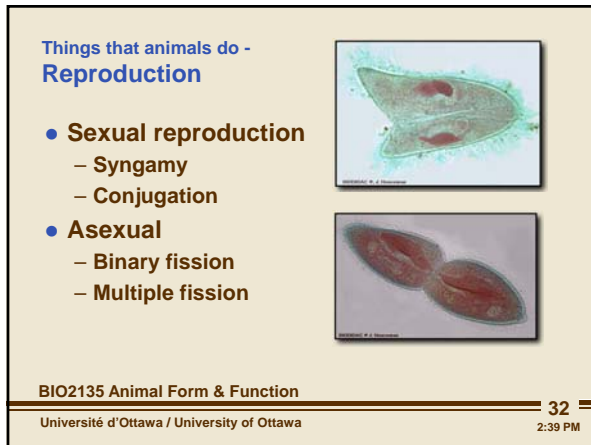 Things that animals do -
Reproduction
● Sexual reproduction
– Syngamy
– Conjugation
● Asexual
– Binary fission
– Multiple fission
BIO2135 Animal Form & Function
Université d'Ottawa / University of Ottawa
32
2:39 PM